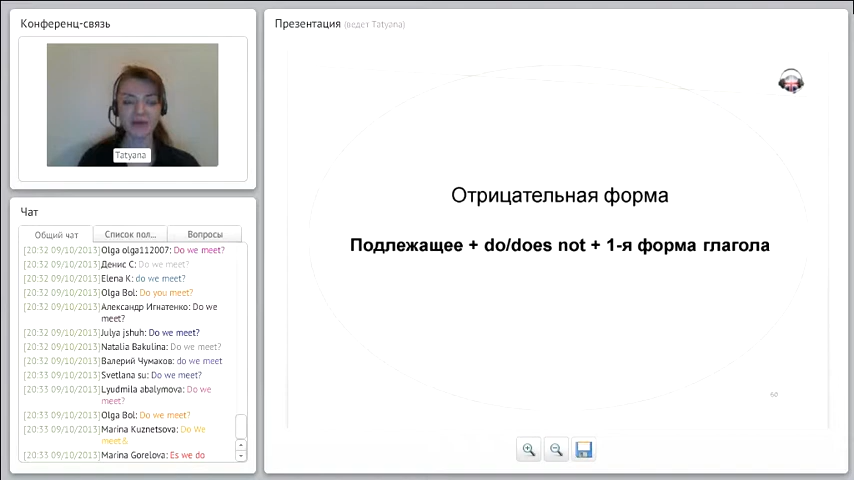 Конференц-связь
Tatyana
Чат
Общий чат
Список пол...
Вопросы
[20:32 09/10/2013]Olga olga112007: Do we meet?
[20:32 09/10/2013]Денис С: Do we meet?
[20:32 09/10/2013]Elena K: do we meet?
[20:32 09/10/2013]Olga Bol: Do you meet?
[20:32 09/10/2013]Александр Игнатенко: Do we
meet?
[20:32 09/10/2013]Julya jshuh: Do we meet?
[20:32 09/10/2013]Natalia Bakulina: Do we meet?
[20:32 09/10/2013]Валерий Чумаков: do we meet
[20:33 09/10/2013]Svetlana su: Do we meet?
[20:33 09/10/2013]Lyudmila abalymova: Do we
meet?
[20:33 09/10/2013]Olga Bol: Do we meet?
[20:33 09/10/2013]Marina Kuznetsova: Do We
meet&
[20:33 09/10/2013]Marina Gorelova: Es we do
Презентация (ведет Tatyana)
Отрицательная форма
Подлежащее + do/does not + 1-я форма глагола